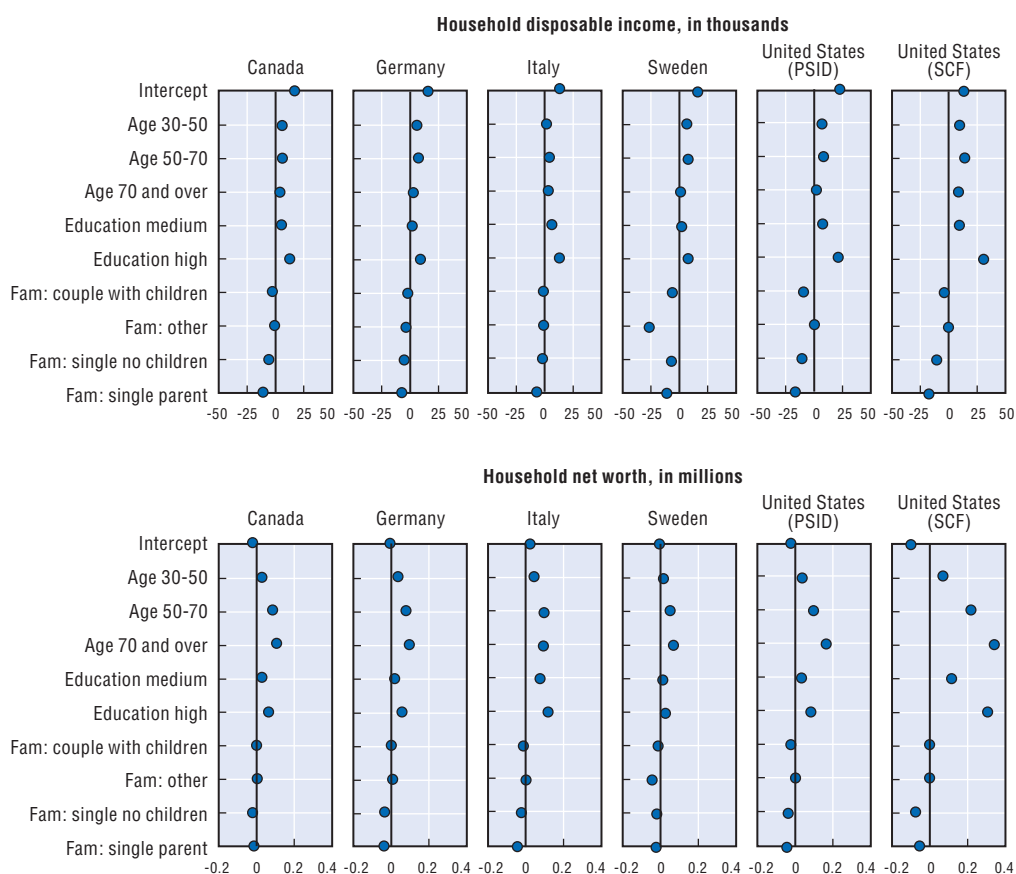 Household disposable income, in thousands
Canada Germany Italy Sweden United States (PSID) United States (SCF)
Intercept
Age 30-50
Age 50-70
Age 70 and over
Education medium
Education high
Fam: couple with children
Fam: other
Fam: single no children
Fam: single parent
-50 -25 0 25 50 -50 -25 0 25 50 -50 -25 0 25 50 -50 -25 0 25 50 -50 -25 0 25 50 -50 -25 0 25 50
Household net worth, in millions
Canada Germany Italy Sweden United States (PSID) United States (SCF)
Intercept
Age 30-50
Age 50-70
Age 70 and over
Education medium
Education high
Fam: couple with children
Fam: other
Fam: single no children
Fam: single parent
-0.2 0 0.2 0.4 -0.2 0 0.2 0.4 -0.2 0 0.2 0.4 -0.2 0 0.2 0.4 -0.2 0 0.2 0.4 -0.2 0 0.2 0.4